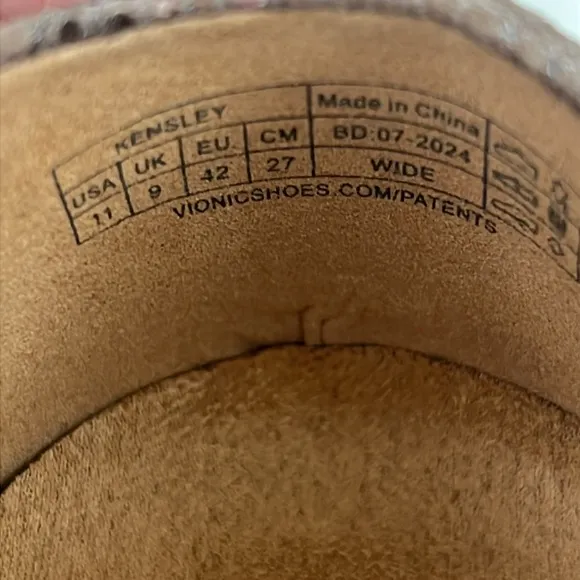 KENSLEY Made in China
USA UK EU CM BD:07-2024
11 9 42 27 WIDE
VIONICSHOES.COM/PATENTS